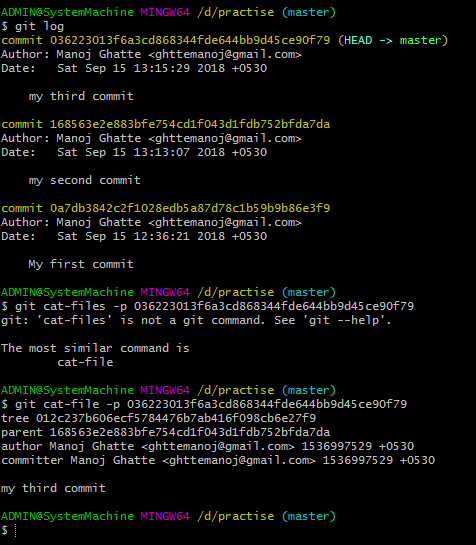 ADMIN@SystemMachine MINGW64 /d/practise (master)
$ git log
commit 036223013f6a3cd868344fde644bb9d45ce90f79 (HEAD -> master)
Author: Manoj Ghatte <ghttemanoj@gmail.com>
Date:   Sat Sep 15 13:15:29 2018 +0530

    my third commit

commit 168563e2e883bfe754cd1f043d1fdb752bfda7da
Author: Manoj Ghatte <ghttemanoj@gmail.com>
Date:   Sat Sep 15 13:13:07 2018 +0530

    my second commit

commit 0a7db3842c2f1028edb5a87d78c1b59b9b86e3f9
Author: Manoj Ghatte <ghttemanoj@gmail.com>
Date:   Sat Sep 15 12:36:21 2018 +0530

    My first commit

ADMIN@SystemMachine MINGW64 /d/practise (master)
$ git cat-files -p 036223013f6a3cd868344fde644bb9d45ce90f79
git: 'cat-files' is not a git command. See 'git --help'.

The most similar command is
        cat-file

ADMIN@SystemMachine MINGW64 /d/practise (master)
$ git cat-file -p 036223013f6a3cd868344fde644bb9d45ce90f79
tree 012c237b606ecf5784476b7ab416f098cb6e27f9
parent 168563e2e883bfe754cd1f043d1fdb752bfda7da
author Manoj Ghatte <ghttemanoj@gmail.com> 1536997529 +0530
committer Manoj Ghatte <ghttemanoj@gmail.com> 1536997529 +0530

my third commit

ADMIN@SystemMachine MINGW64 /d/practise (master)
$